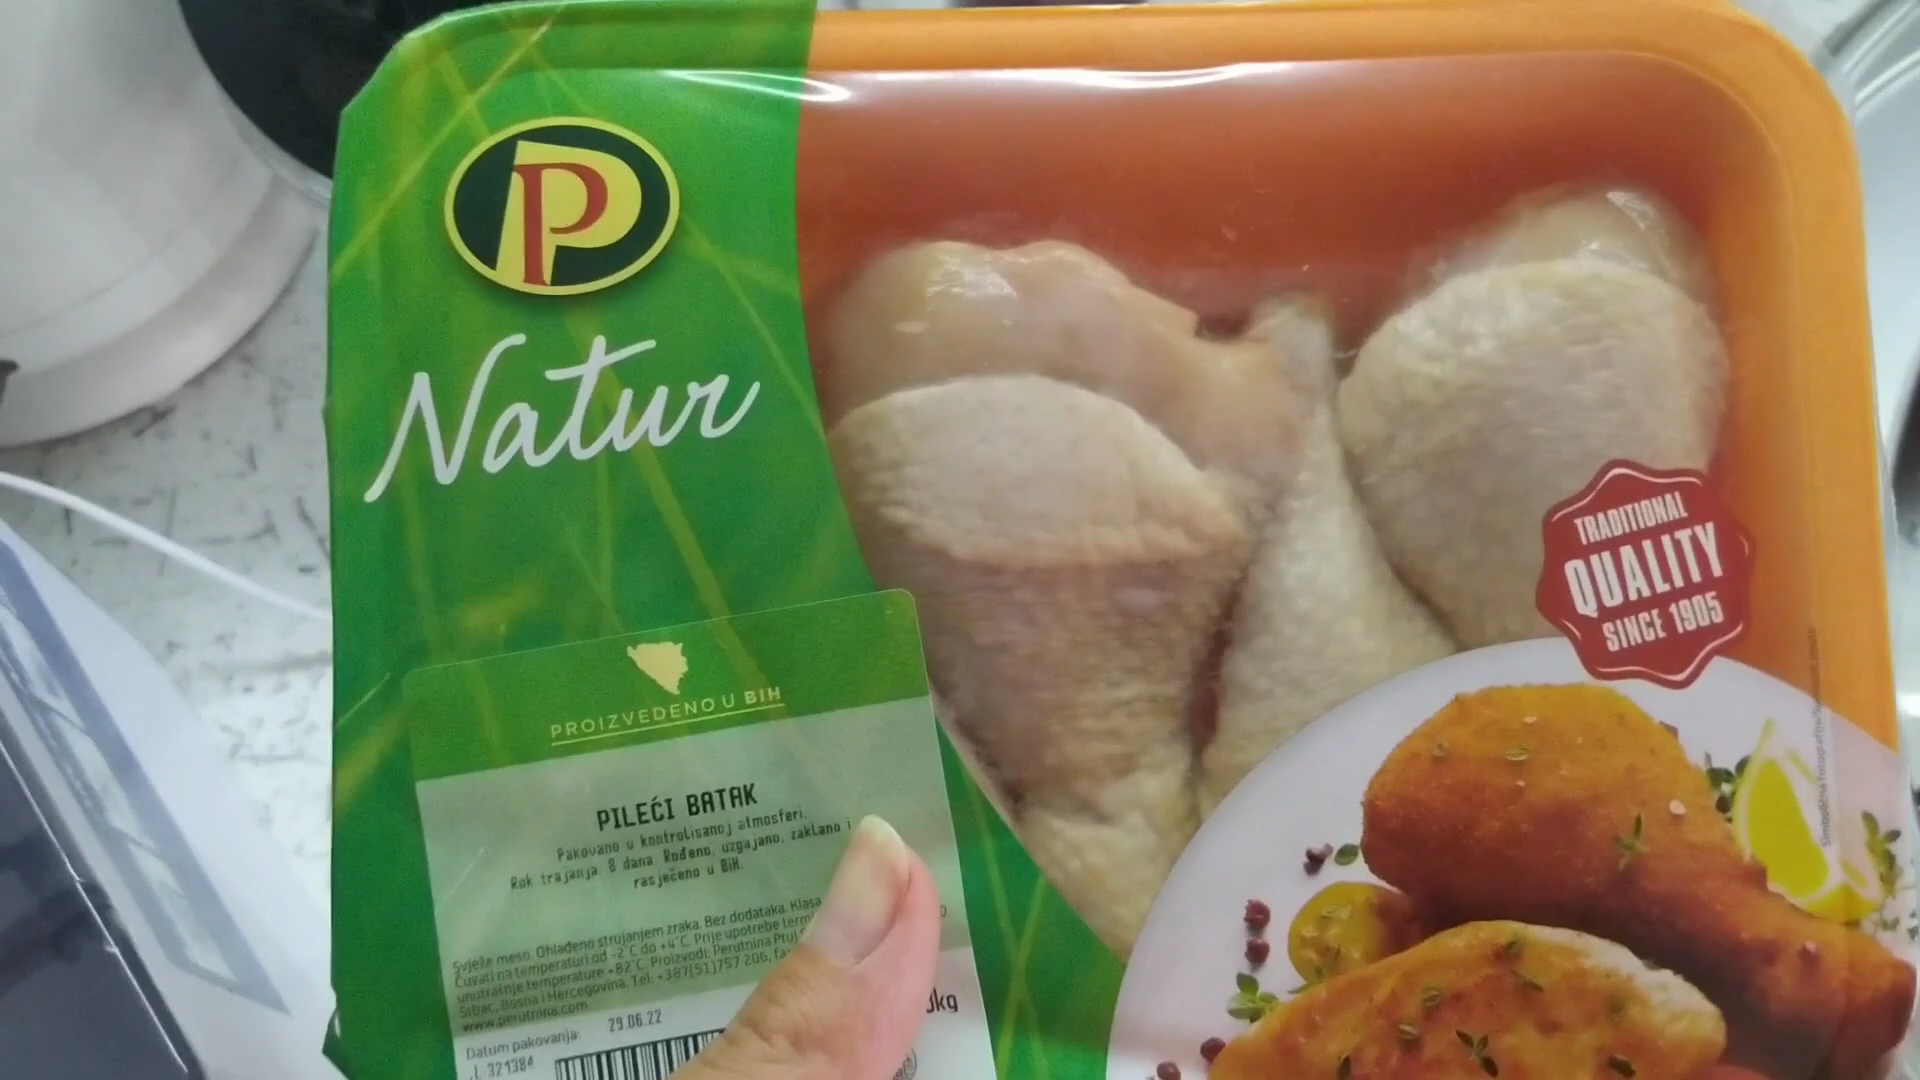 P
Natur
TRADITIONAL
QUALITY
SINCE 1905
PROIZVEDENO U BIH
PILEĆI BATAK
Pakovano u kontrolisanoj atmosferi.
Rok trajanja: 8 dana. Rođeno, uzgajano, zaklano i
rasječeno u BiH.
Svježe meso. Ohlađeno strujanjem zraka. Bez dodataka. Klasa
Čuvati na temperaturi od -2°C do +4°C. Prije upotrebe
unutrašnje temperature +82°C. Proizvodi: Perutnina Ptuj
Srbac, Bosna i Hercegovina, Tel: +387(51)757 206,
www.perutnina.com
Datum pakovanja: 29.06.22
L 321384
kg